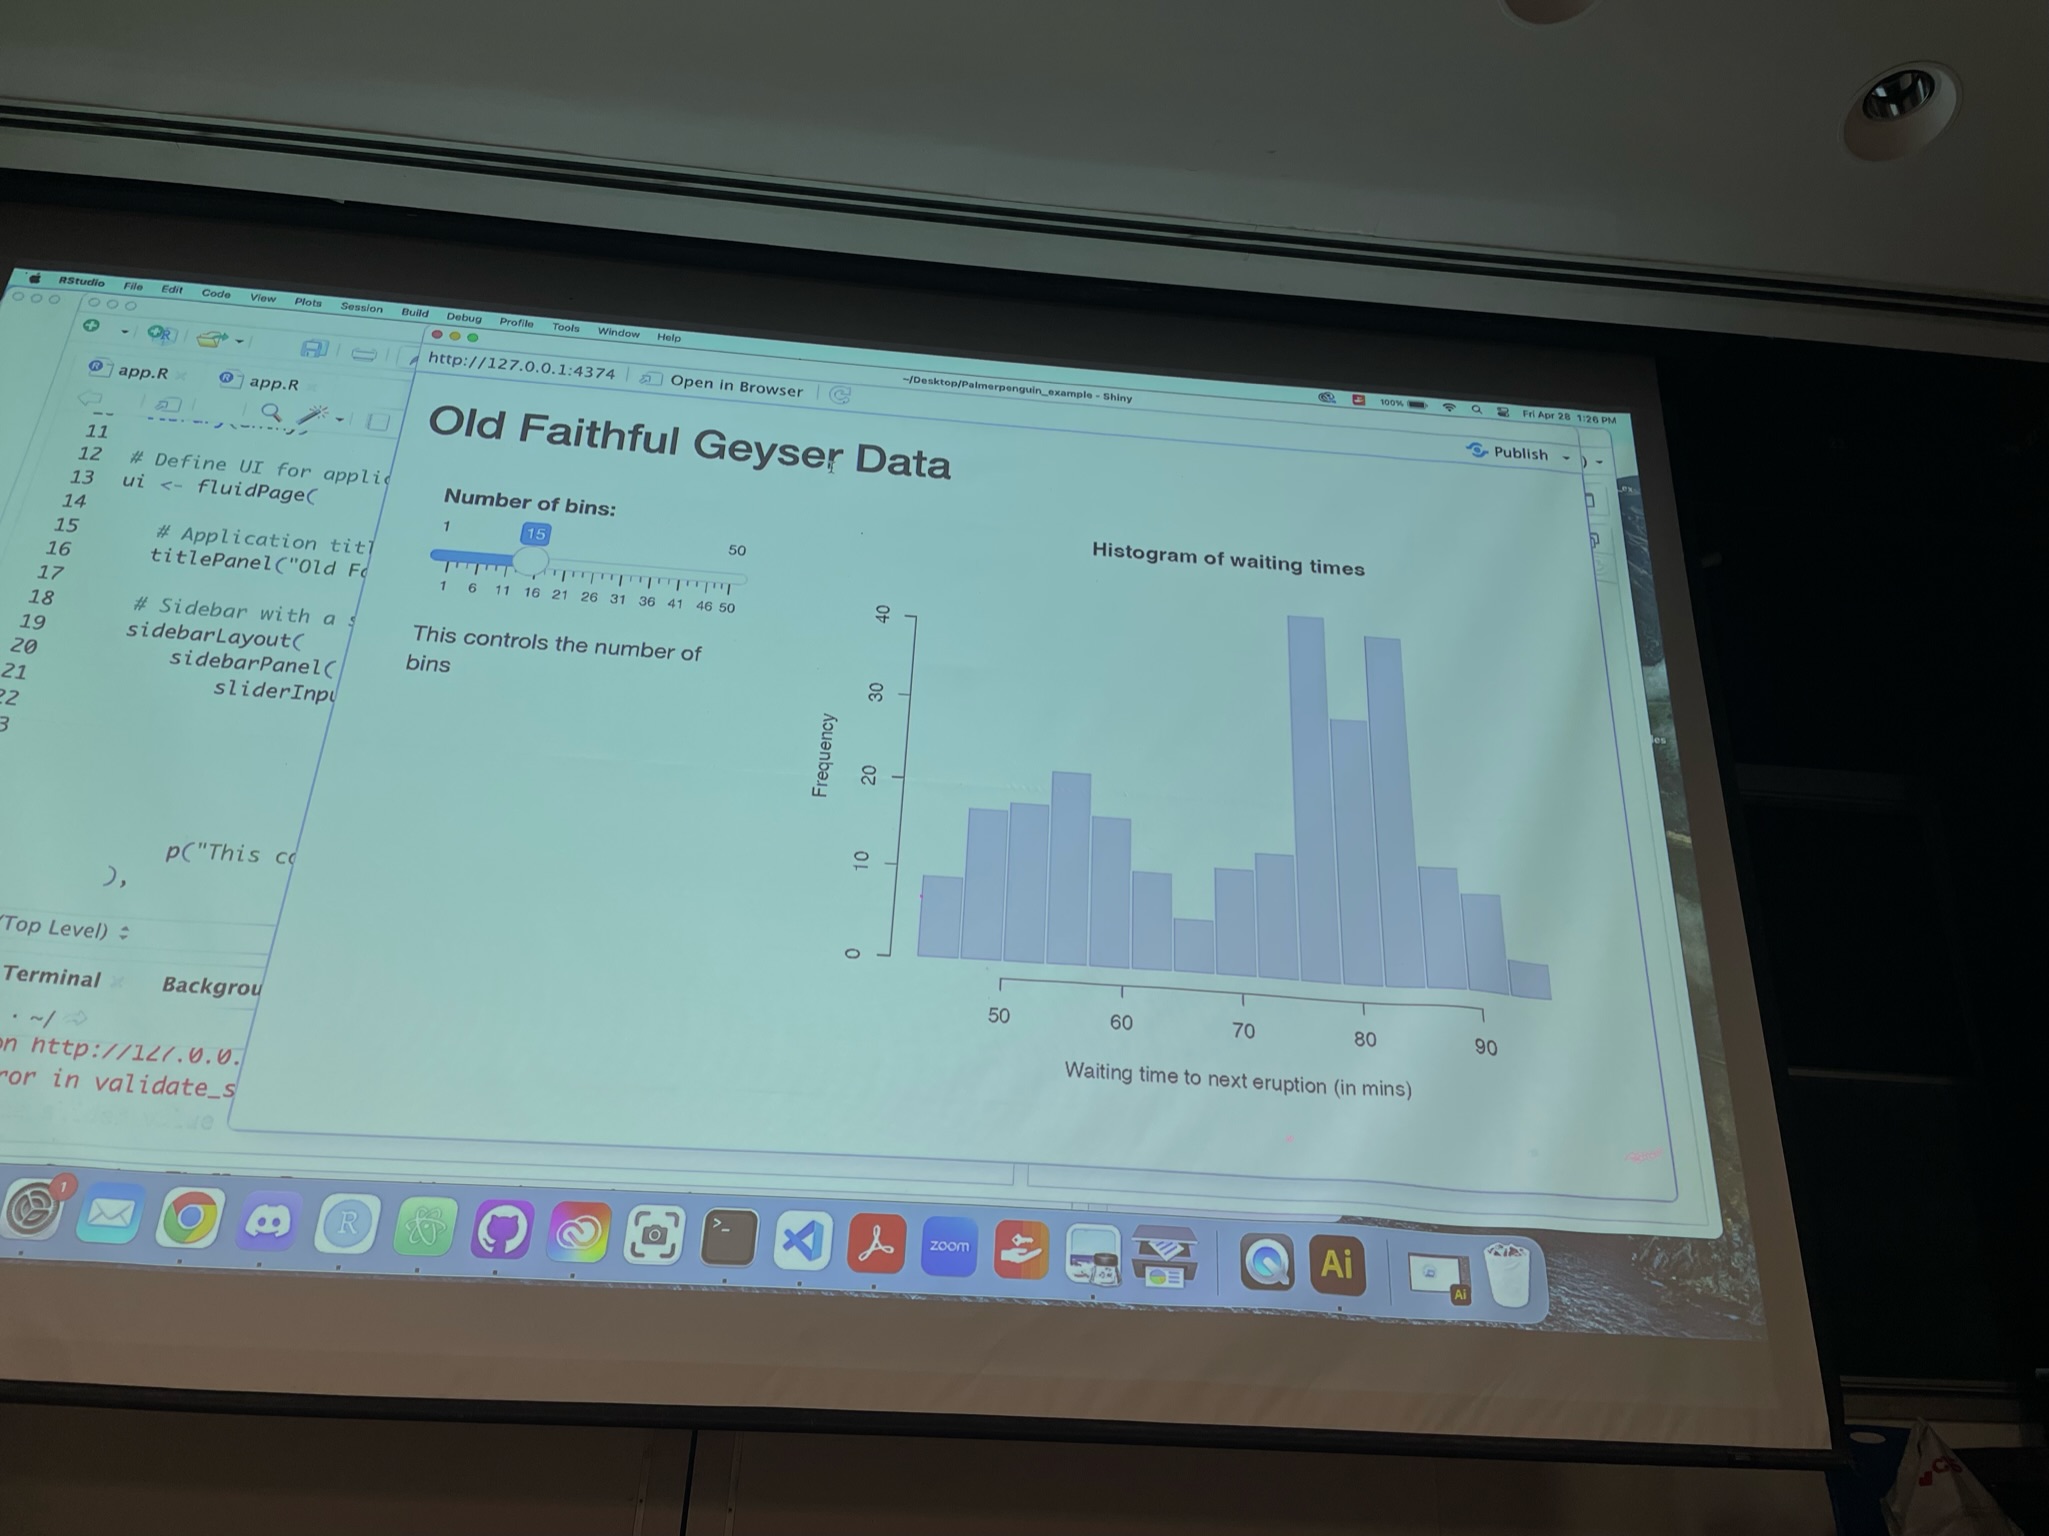 RStudio File Edit Code View Plots Session Build Debug Profile Tools Window Help
100% Fri Apr 28 1:26 PM
~/Desktop/Palmerpenguin_example - Shiny
http://127.0.0.1:4374 Open in Browser
Publish
app.R app.R
11
12 # Define UI for applic
13 ui <- fluidPage(
14
15 # Application titl
16 titlePanel("Old Fa
17
18 # Sidebar with a s
19 sidebarLayout(
20 sidebarPanel(
21 sliderInpu
22
3
p("This co
),
(Top Level)
Terminal Backgrou
~/
on http://127.0.0.
ror in validate_s
Old Faithful Geyser Data
Number of bins:
1 15 50
1 6 11 16 21 26 31 36 41 46 50
This controls the number of
bins
Histogram of waiting times
Frequency
40
30
20
10
0
50 60 70 80 90
Waiting time to next eruption (in mins)
1
R
>_
zoom
Ai
Ai